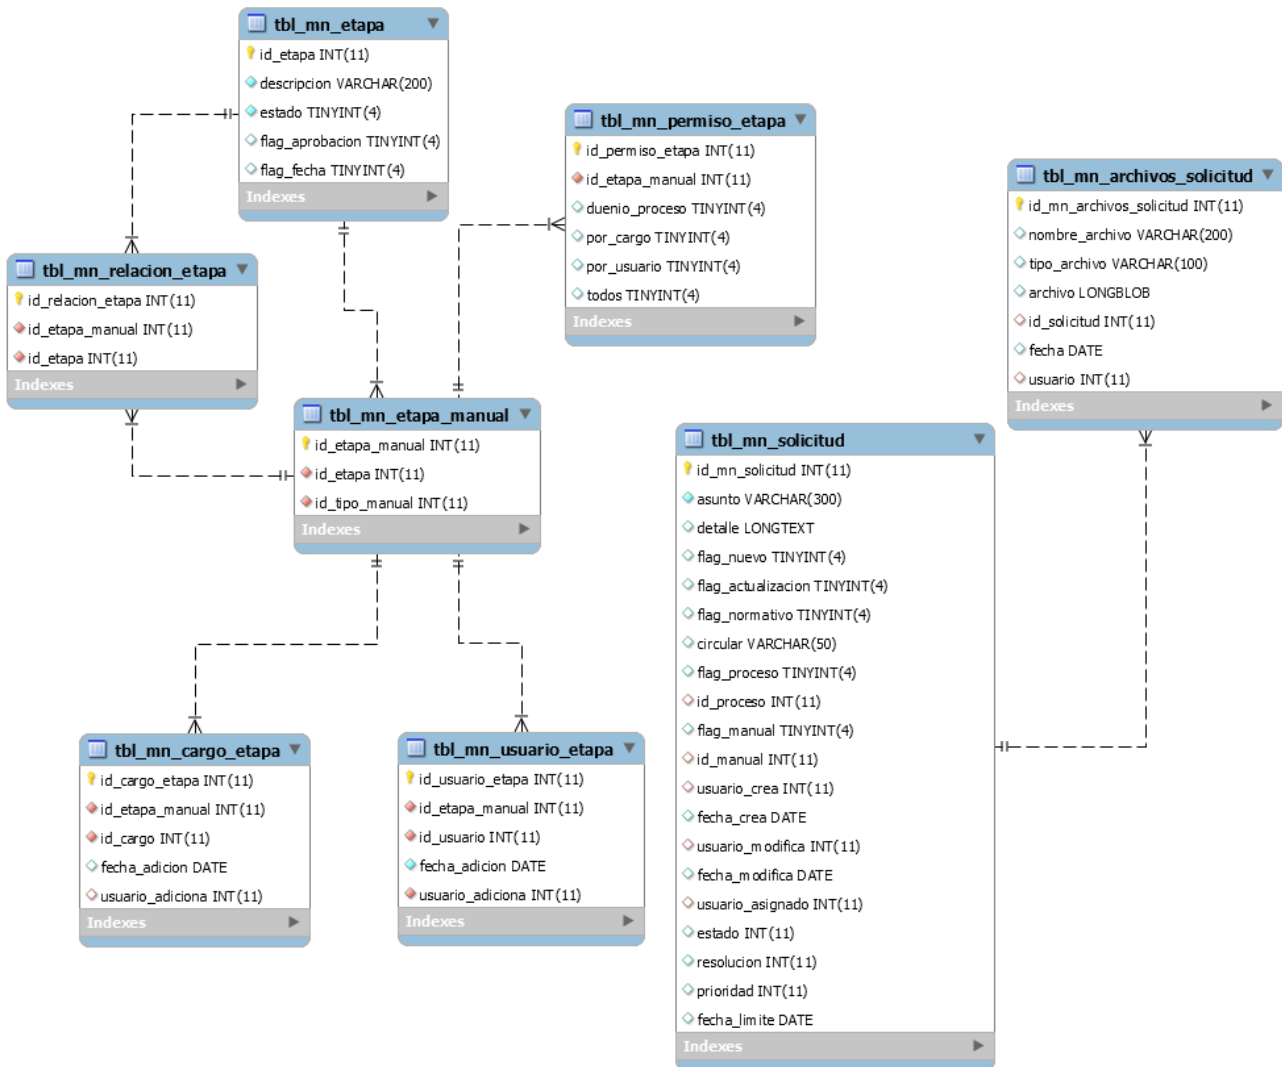 tbl_mn_etapa
id_etapa INT(11)
descripcion VARCHAR(200)
estado TINYINT(4)
flag_aprobacion TINYINT(4)
flag_fecha TINYINT(4)
Indexes
tbl_mn_permiso_etapa
id_permiso_etapa INT(11)
id_etapa_manual INT(11)
duenio_proceso TINYINT(4)
por_cargo TINYINT(4)
por_usuario TINYINT(4)
todos TINYINT(4)
Indexes
tbl_mn_archivos_solicitud
id_mn_archivos_solicitud INT(11)
nombre_archivo VARCHAR(200)
tipo_archivo VARCHAR(100)
archivo LONGBLOB
id_solicitud INT(11)
fecha DATE
usuario INT(11)
Indexes
tbl_mn_relacion_etapa
id_relacion_etapa INT(11)
id_etapa_manual INT(11)
id_etapa INT(11)
Indexes
tbl_mn_etapa_manual
id_etapa_manual INT(11)
id_etapa INT(11)
id_tipo_manual INT(11)
Indexes
tbl_mn_solicitud
id_mn_solicitud INT(11)
asunto VARCHAR(300)
detalle LONGTEXT
flag_nuevo TINYINT(4)
flag_actualizacion TINYINT(4)
flag_normativo TINYINT(4)
circular VARCHAR(50)
flag_proceso TINYINT(4)
id_proceso INT(11)
flag_manual TINYINT(4)
id_manual INT(11)
usuario_crea INT(11)
fecha_crea DATE
usuario_modifica INT(11)
fecha_modifica DATE
usuario_asignado INT(11)
estado INT(11)
resolucion INT(11)
prioridad INT(11)
fecha_limite DATE
Indexes
tbl_mn_cargo_etapa
id_cargo_etapa INT(11)
id_etapa_manual INT(11)
id_cargo INT(11)
fecha_adicion DATE
usuario_adiciona INT(11)
Indexes
tbl_mn_usuario_etapa
id_usuario_etapa INT(11)
id_etapa_manual INT(11)
id_usuario INT(11)
fecha_adicion DATE
usuario_adiciona INT(11)
Indexes